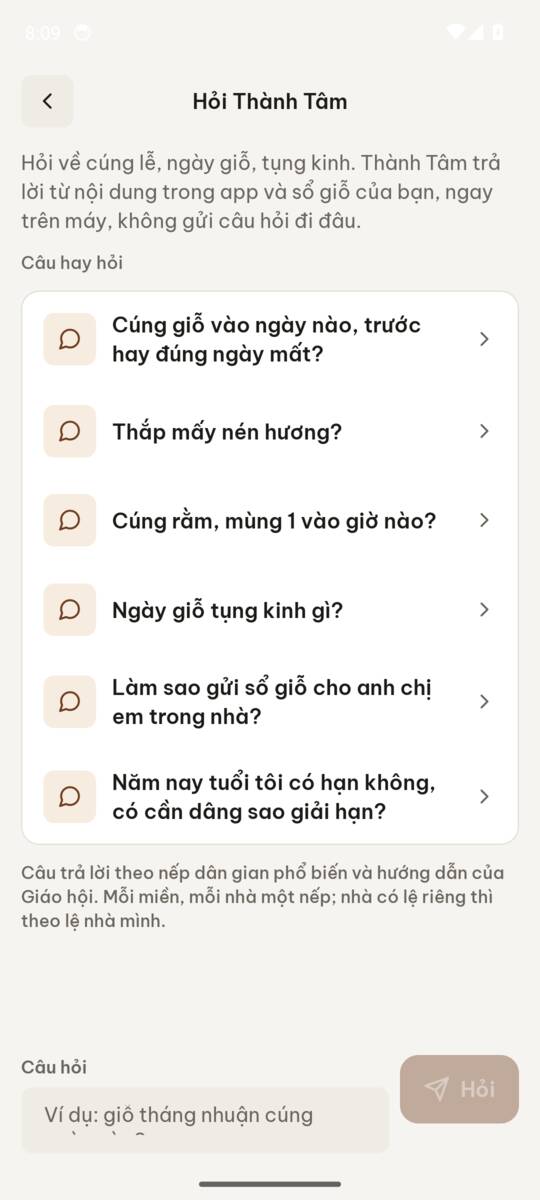 8:09
Hỏi Thành Tâm
Hỏi về cúng lễ, ngày giỗ, tụng kinh. Thành Tâm trả
lời từ nội dung trong app và sổ giỗ của bạn, ngay
trên máy, không gửi câu hỏi đi đâu.
Câu hay hỏi
Cúng giỗ vào ngày nào, trước
hay đúng ngày mất?
Thắp mấy nén hương?
Cúng rằm, mùng 1 vào giờ nào?
Ngày giỗ tụng kinh gì?
Làm sao gửi sổ giỗ cho anh chị
em trong nhà?
Năm nay tuổi tôi có hạn không,
có cần dâng sao giải hạn?
Câu trả lời theo nếp dân gian phổ biến và hướng dẫn của
Giáo hội. Mỗi miền, mỗi nhà một nếp; nhà có lệ riêng thì
theo lệ nhà mình.
Câu hỏi
Ví dụ: giỗ tháng nhuận cúng
Hỏi